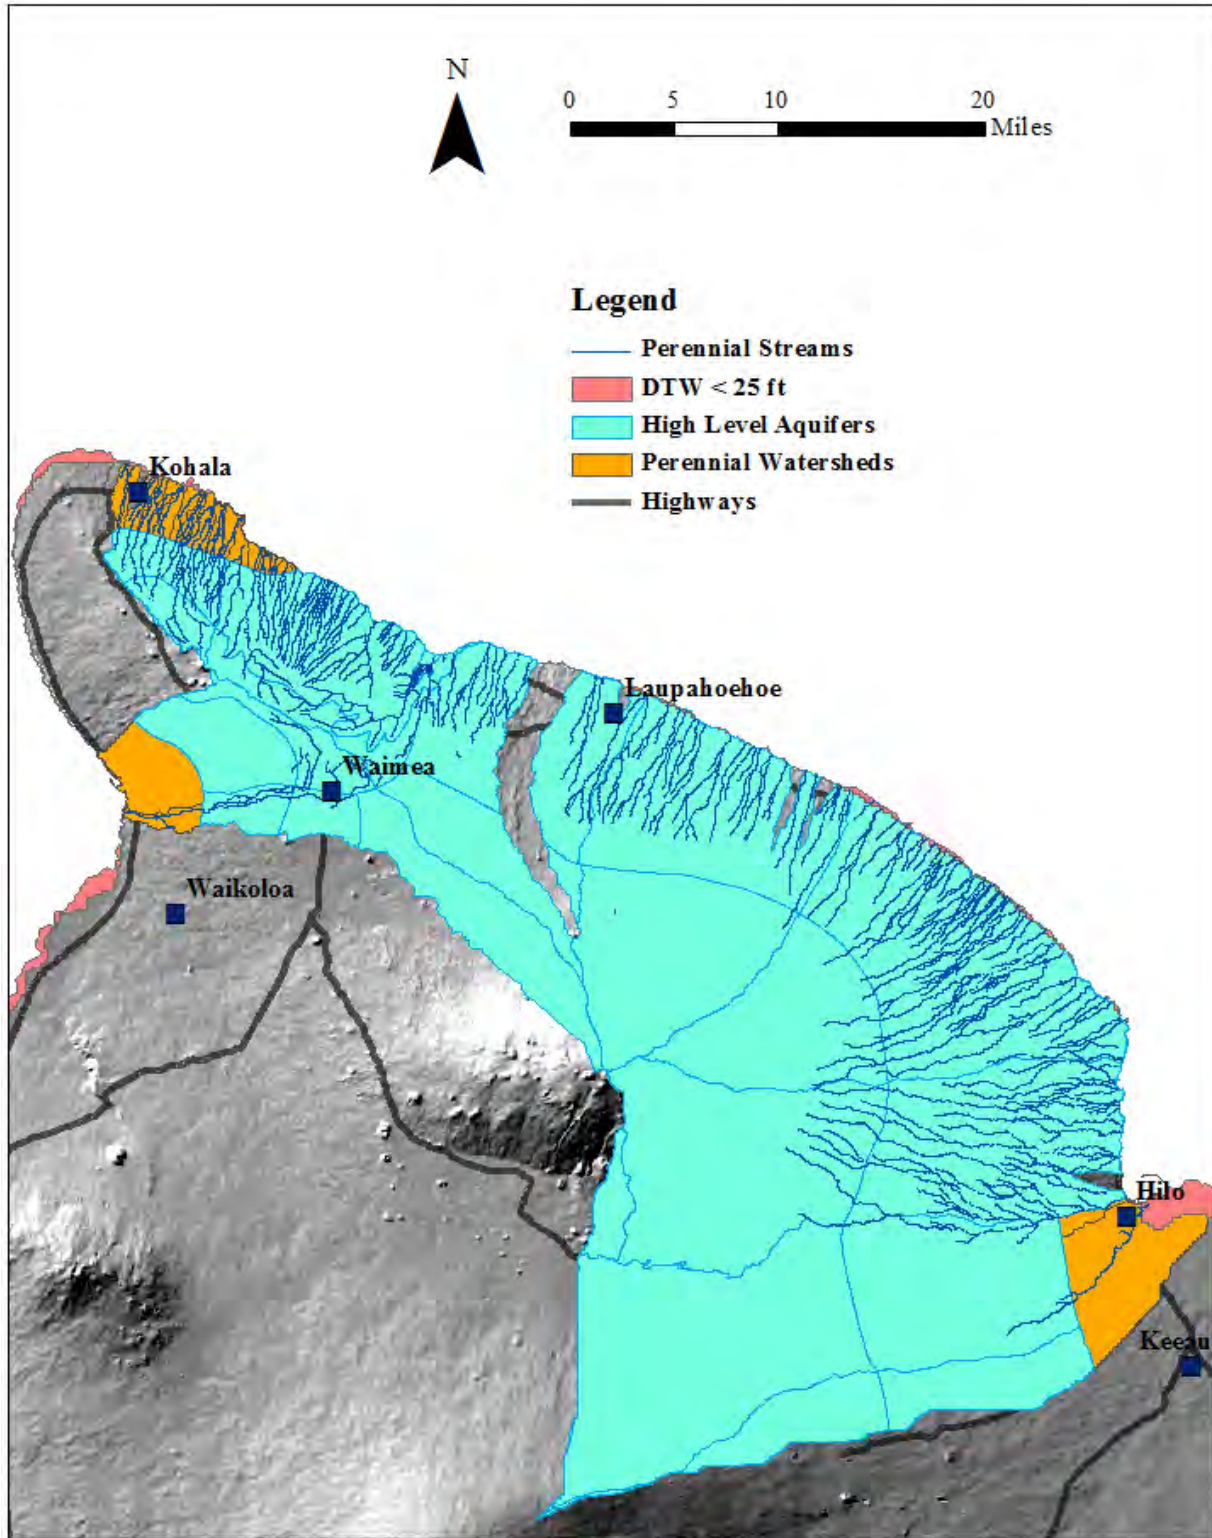 N
0 5 10 20
Miles
Legend
Perennial Streams
DTW < 25 ft
High Level Aquifers
Perennial Watersheds
Highways
Kohala
Laupahoehoe
Waimea
Waikoloa
Hilo
Keeau